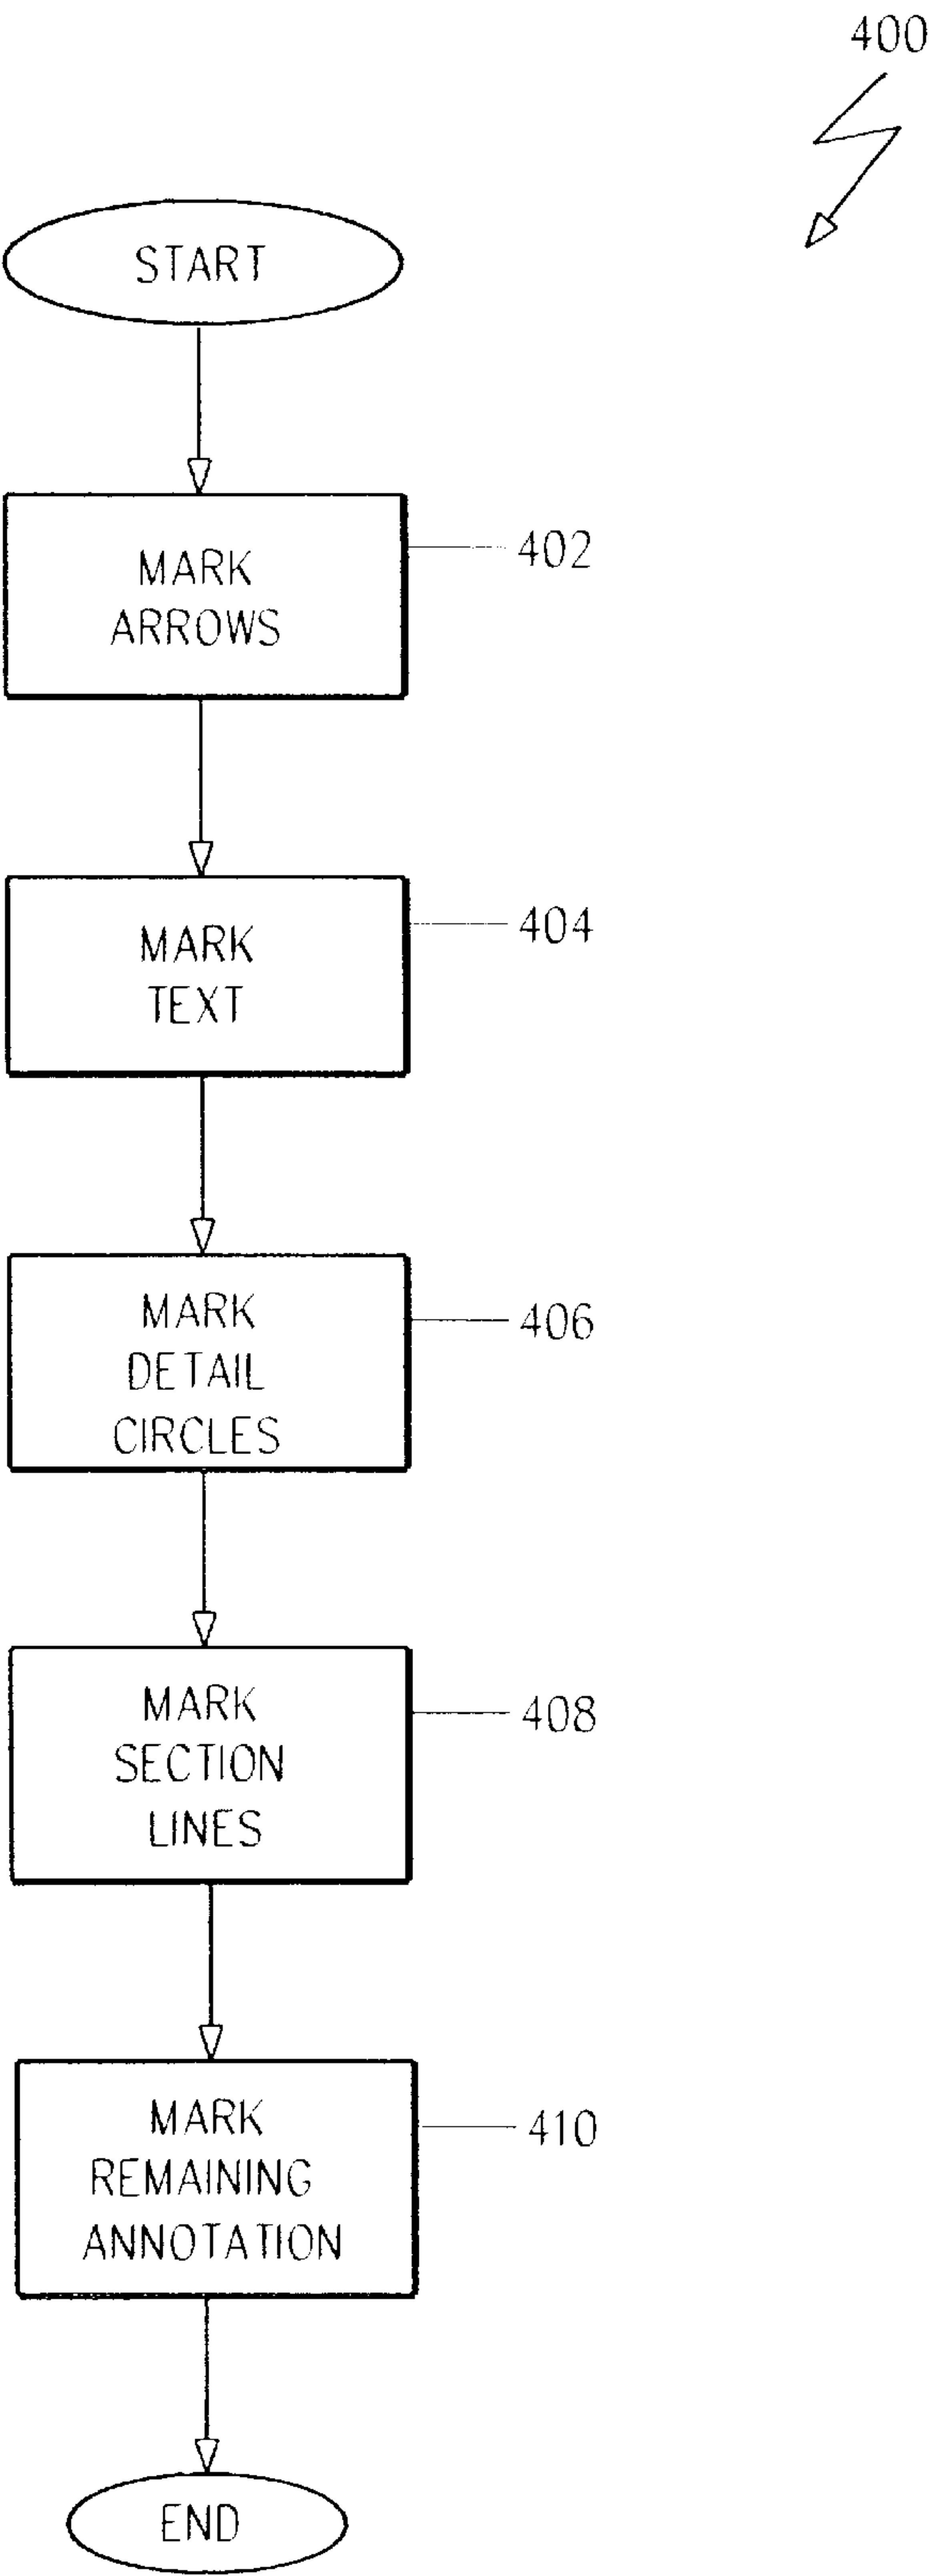 400
START
MARK
ARROWS
402
MARK
TEXT
404
MARK
DETAIL
CIRCLES
406
MARK
SECTION
LINES
408
MARK
REMAINING
ANNOTATION
410
END